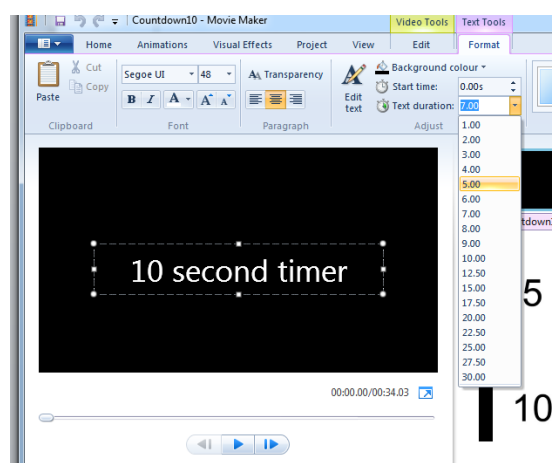 Countdown10 - Movie Maker
Video Tools Text Tools
Home Animations Visual Effects Project View Edit Format
Paste
Cut
Copy
Clipboard
Segoe UI 48
B I A A A
Font
AA Transparency
Paragraph
Edit text
Background colour
Start time: 0.00s
Text duration: 7.00
Adjust
1.00
2.00
3.00
4.00
5.00
6.00
7.00
8.00
9.00
10.00
12.50
15.00
17.50
20.00
22.50
25.00
27.50
30.00
10 second timer
00:00.00/00:34.03
5
10